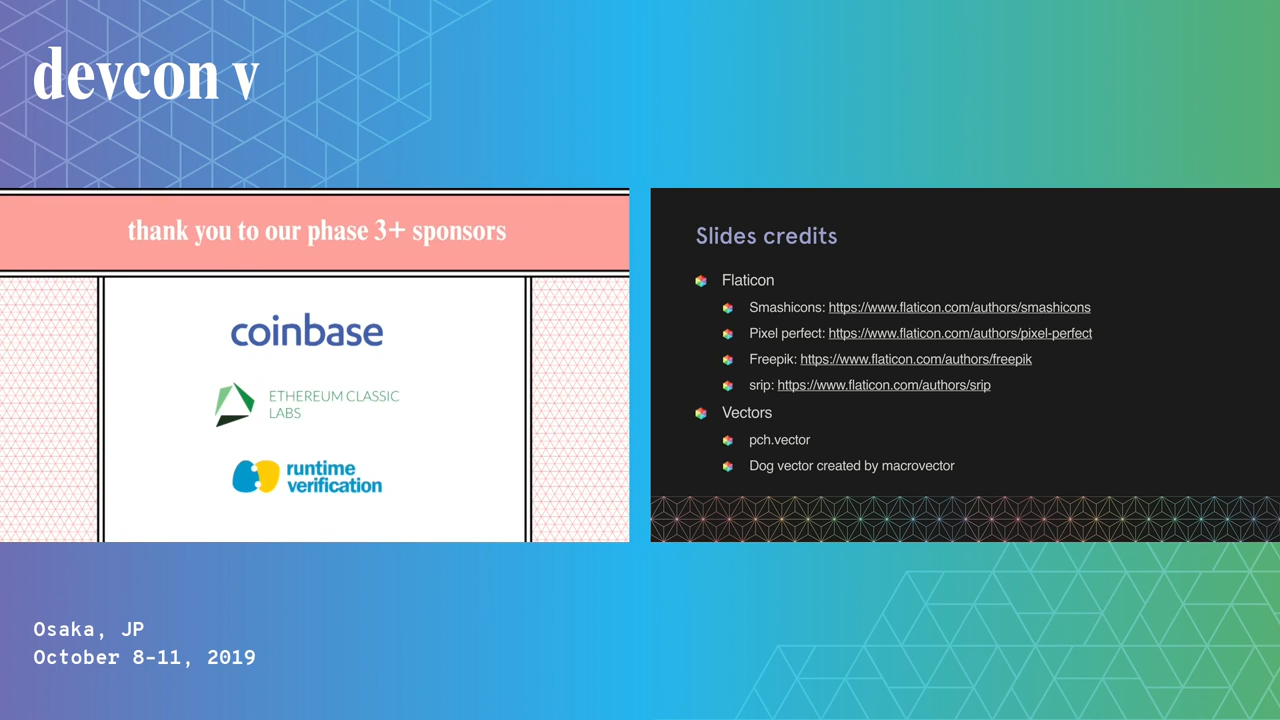 devcon v
thank you to our phase 3+ sponsors
coinbase
ETHEREUM CLASSIC
LABS
runtime
verification
Slides credits
Flaticon
Smashicons: https://www.flaticon.com/authors/smashicons
Pixel perfect: https://www.flaticon.com/authors/pixel-perfect
Freepik: https://www.flaticon.com/authors/freepik
srip: https://www.flaticon.com/authors/srip
Vectors
pch.vector
Dog vector created by macrovector
Osaka, JP
October 8-11, 2019